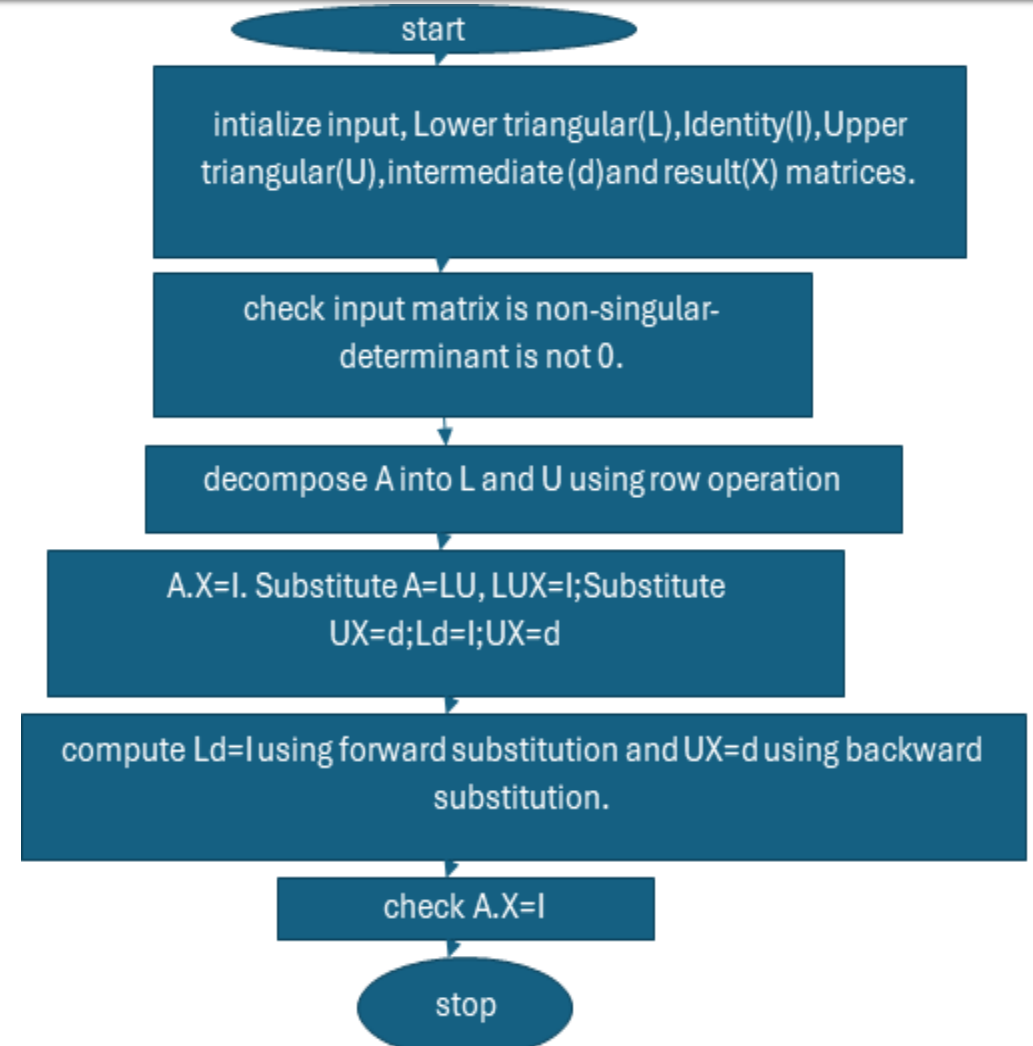 start
intialize input, Lower triangular(L),Identity(I),Upper
triangular(U),intermediate (d)and result(X) matrices.
check input matrix is non-singular-
determinant is not 0.
decompose A into L and U using row operation
A.X=I. Substitute A=LU, LUX=I;Substitute
UX=d;Ld=I;UX=d
compute Ld=I using forward substitution and UX=d using backward
substitution.
check A.X=I
stop